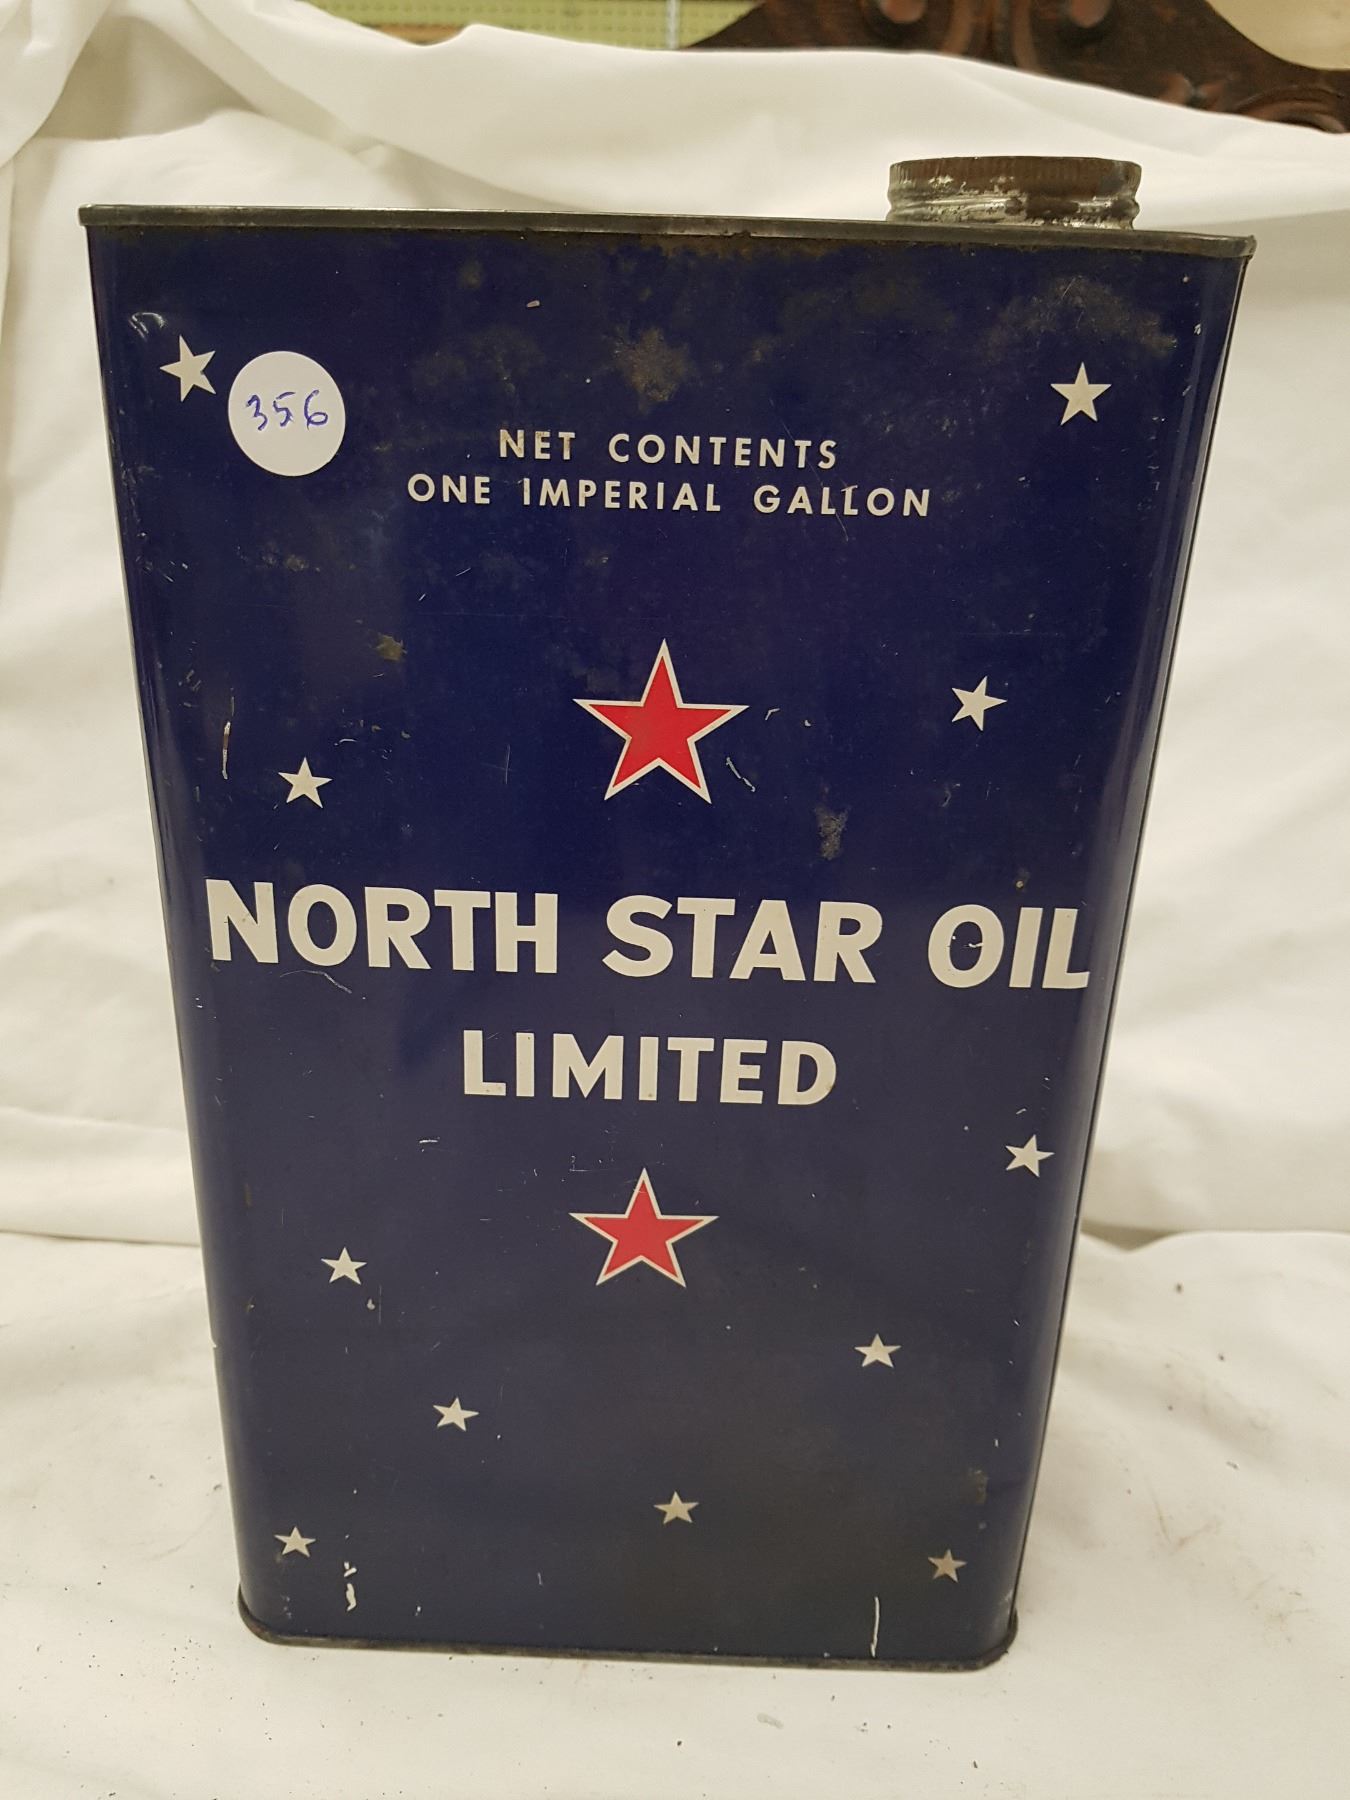 356
NET CONTENTS
ONE IMPERIAL GALLON
NORTH STAR OIL
LIMITED